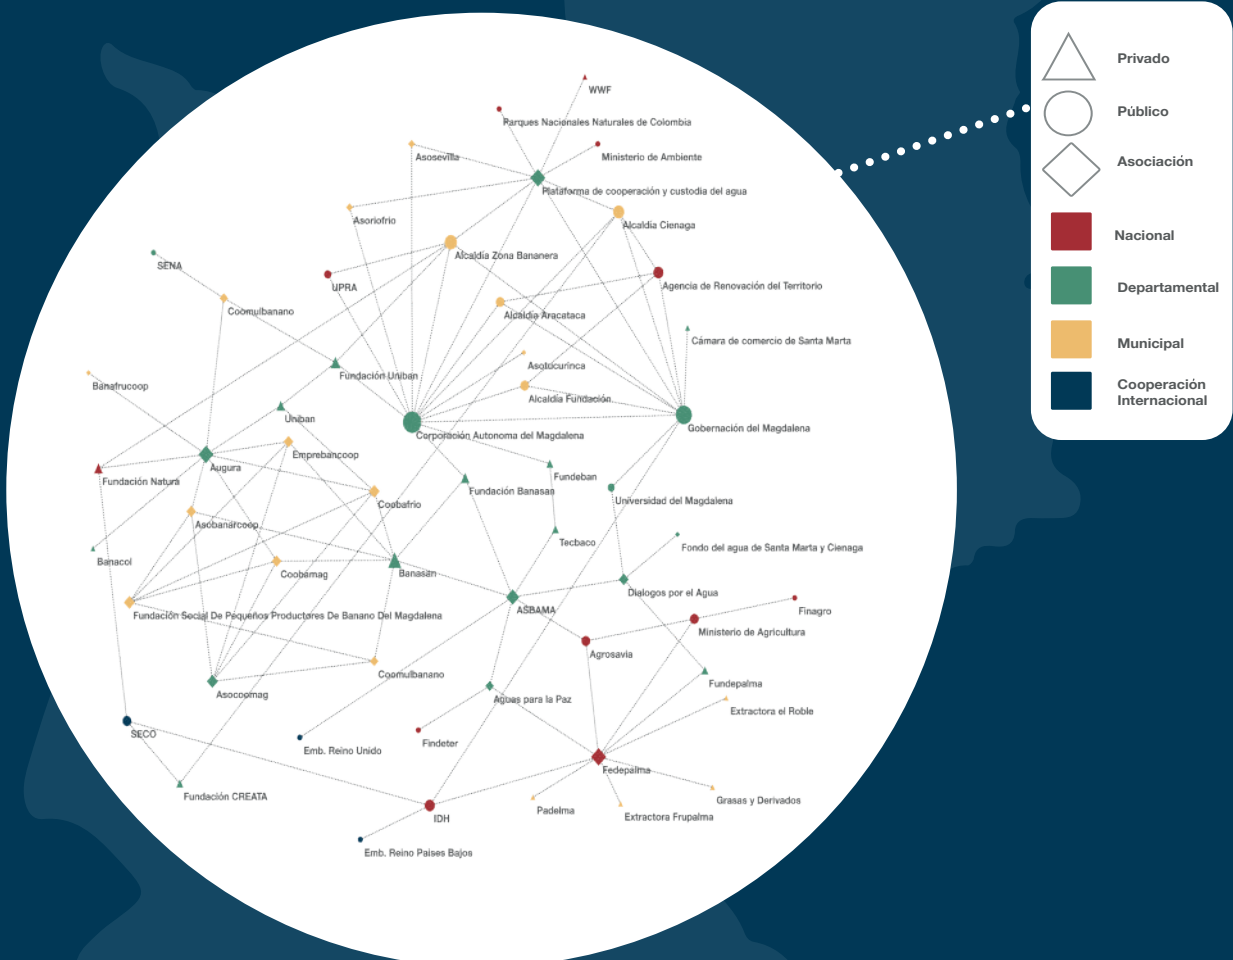 Privado
Público
Asociación
Nacional
Departamental
Municipal
Cooperación
Internacional
WWF
Parques Nacionales Naturales de Colombia
Asosevilla
Ministerio de Ambiente
Plataforma de cooperación y custodia del agua
Asoriofrio
Alcaldia Cienaga
Alcaldia Zona Bananera
SENA
UPRA
Agencia de Renovación del Territorio
Coomulbanano
Alcaldia Aracataca
Cámara de comercio de Santa Marta
Asotucurinca
Fundación Uniban
Banafrucoop
Alcaldia Fundación
Uniban
Gobernación del Magdalena
Corporación Autonoma del Magdalena
Emprebancoop
Augura
Fundación Natura
Fundeban
Fundación Banasan
Universidad del Magdalena
Coobafrio
Asobanarcoop
Tecbaco
Fondo del agua de Santa Marta y Cienaga
Banacol
Coobamag
Banasan
Dialogos por el Agua
ASBAMA
Finagro
Fundación Social De Pequeños Productores De Banano Del Magdalena
Ministerio de Agricultura
Agrosavia
Coomulbanano
Fundepalma
Asocoomag
Aguas para la Paz
Extractora el Roble
SECO
Findeter
Emb. Reino Unido
Fedepalma
Fundación CREATA
Grasas y Derivados
Padelma
Extractora Frupalma
IDH
Emb. Reino Paises Bajos